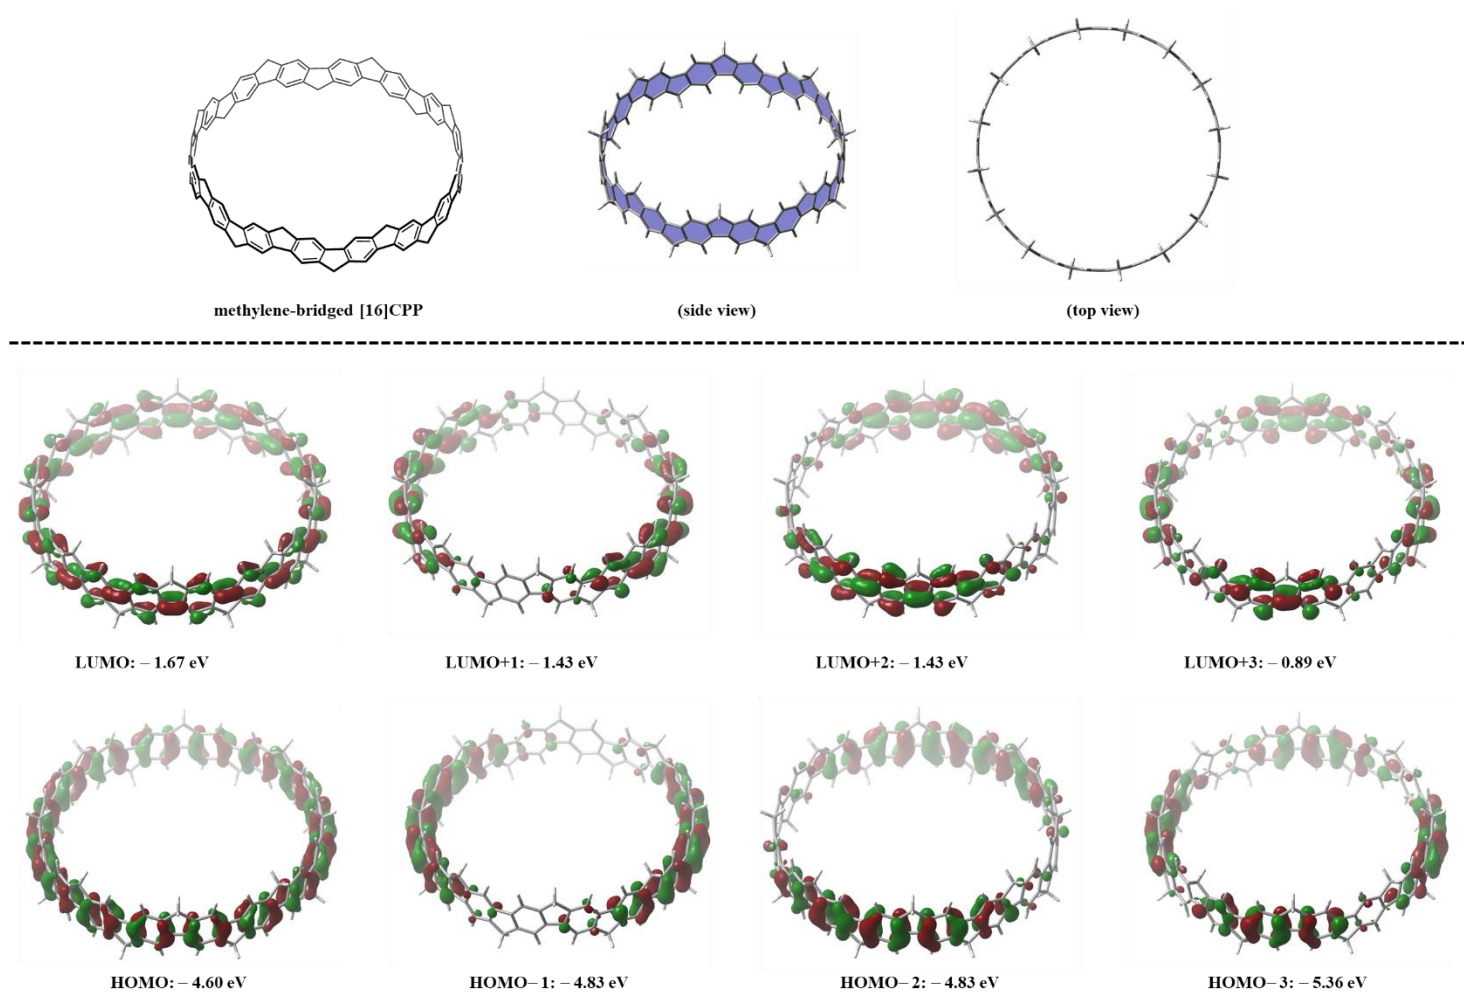 methylene-bridged [16]CPP
(side view)
(top view)
LUMO: – 1.67 eV
LUMO+1: – 1.43 eV
LUMO+2: – 1.43 eV
LUMO+3: – 0.89 eV
HOMO: – 4.60 eV
HOMO– 1: – 4.83 eV
HOMO– 2: – 4.83 eV
HOMO– 3: – 5.36 eV